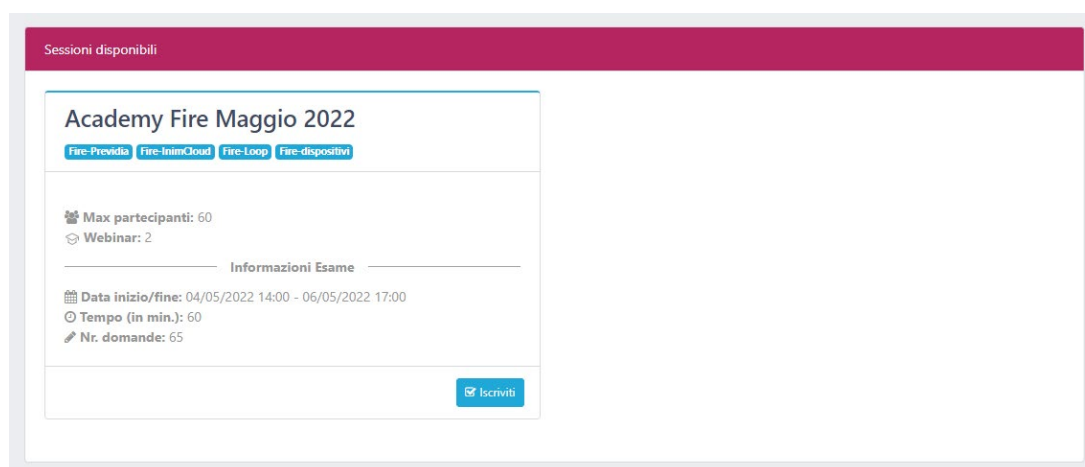 Sessioni disponibili
Academy Fire Maggio 2022
Fire-Previdia Fire-InimCloud Fire-Loop Fire-dispositivi
Max partecipanti: 60
Webinar: 2
Informazioni Esame
Data inizio/fine: 04/05/2022 14:00 - 06/05/2022 17:00
Tempo (in min.): 60
Nr. domande: 65
Iscriviti